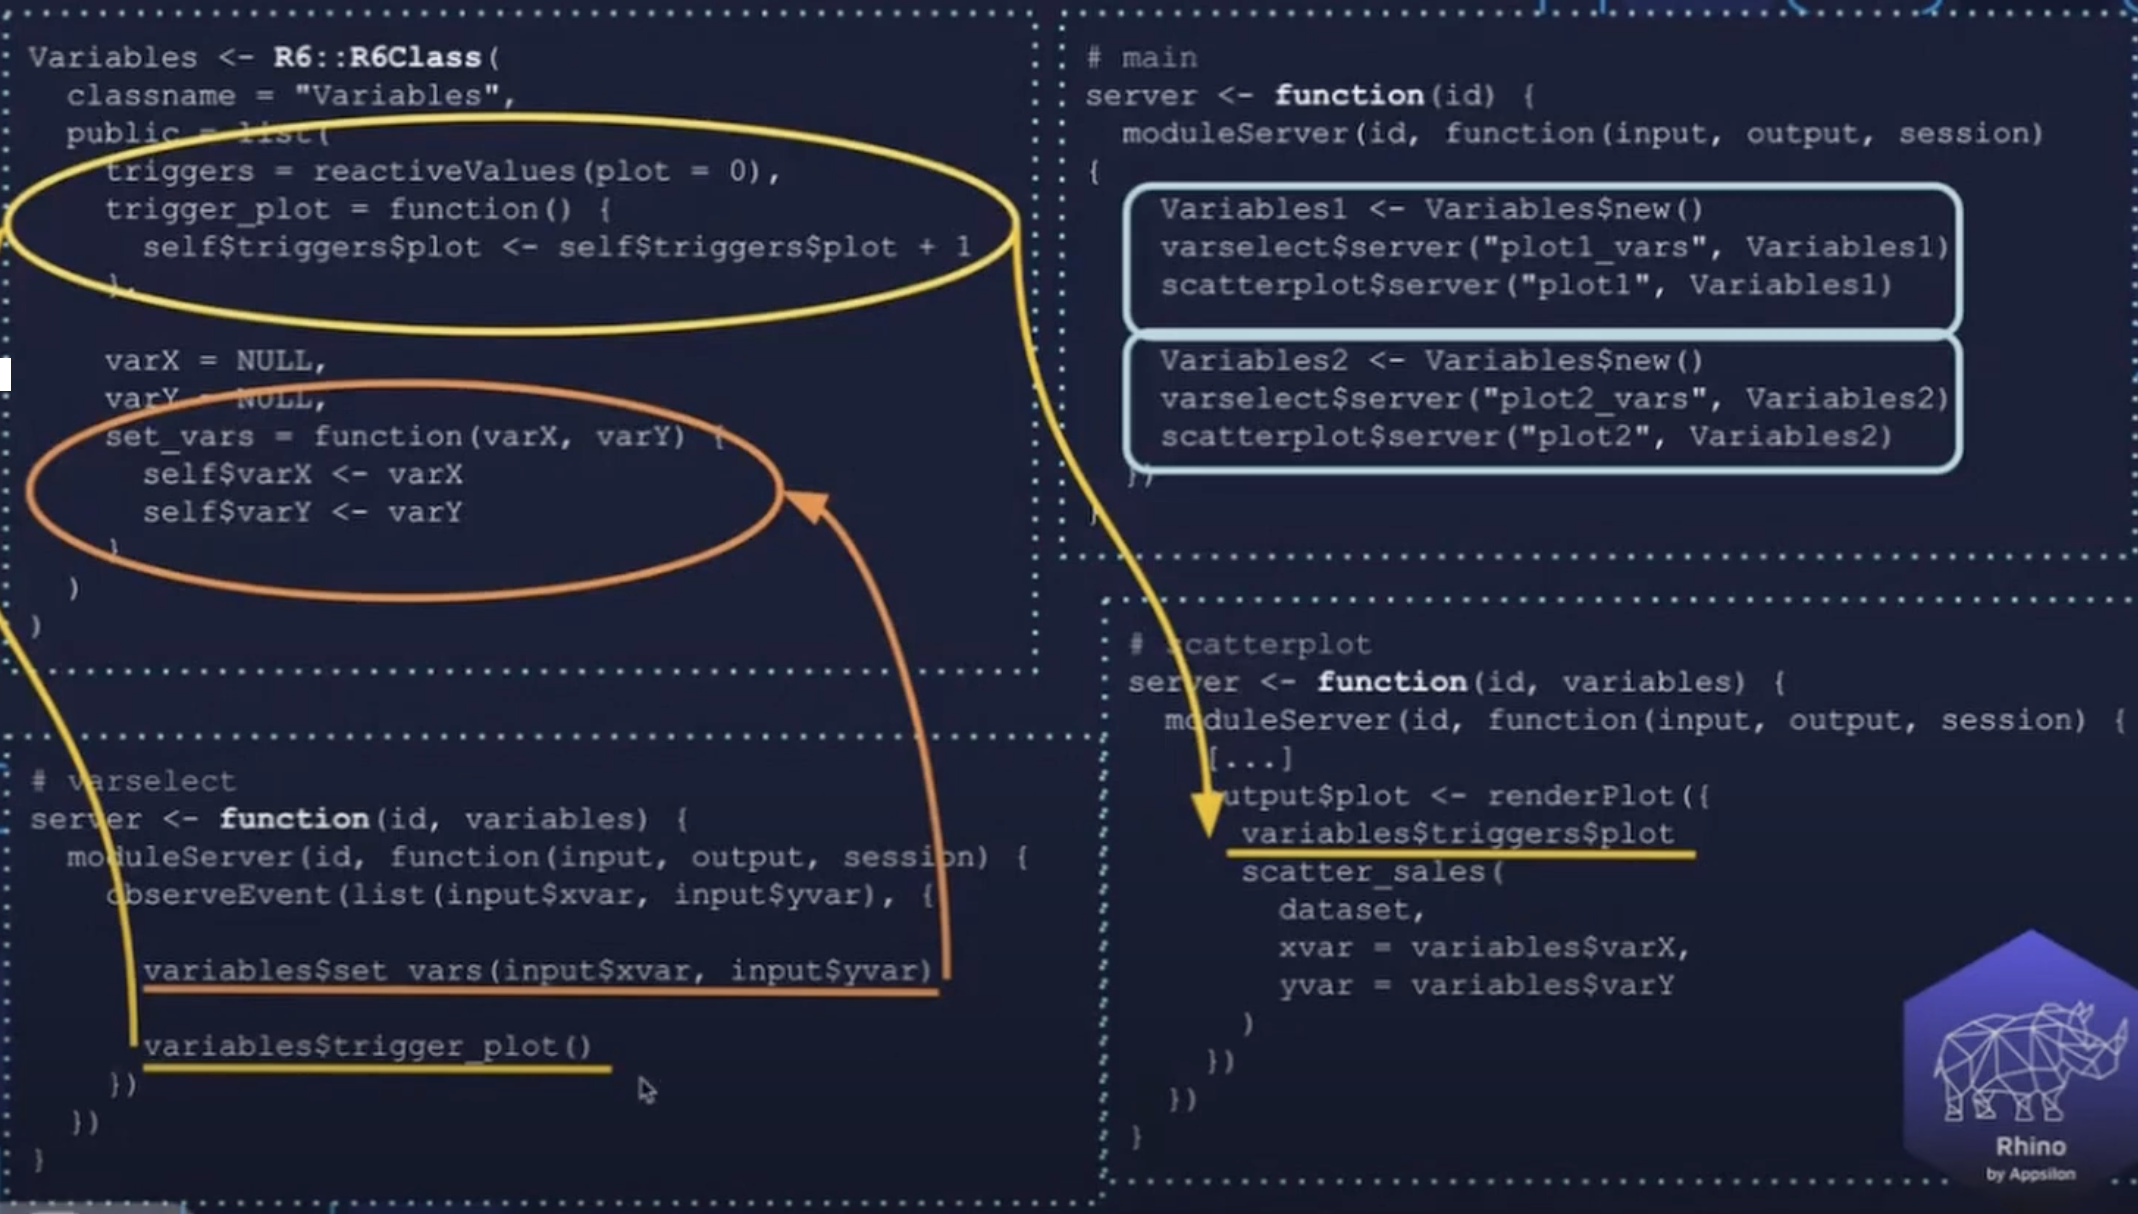 Variables <- R6::R6Class(
  classname = "Variables",
  public = list(
    triggers = reactiveValues(plot = 0),
    trigger_plot = function() {
      self$triggers$plot <- self$triggers$plot + 1
    },
    varX = NULL,
    varY = NULL,
    set_vars = function(varX, varY) {
      self$varX <- varX
      self$varY <- varY
    }
  )
)
# main
server <- function(id) {
  moduleServer(id, function(input, output, session)
{
    Variables1 <- Variables$new()
    varselect$server("plot1_vars", Variables1)
    scatterplot$server("plot1", Variables1)
    Variables2 <- Variables$new()
    varselect$server("plot2_vars", Variables2)
    scatterplot$server("plot2", Variables2)
  })
}
# varselect
server <- function(id, variables) {
  moduleServer(id, function(input, output, session) {
    observeEvent(list(input$xvar, input$yvar), {
      variables$set_vars(input$xvar, input$yvar)
      variables$trigger_plot()
    })
  })
}
# scatterplot
server <- function(id, variables) {
  moduleServer(id, function(input, output, session) {
    [...]
    output$plot <- renderPlot({
      variables$triggers$plot
      scatter_sales(
        dataset,
        xvar = variables$varX,
        yvar = variables$varY
      )
    })
  })
}
Rhino
by Appsilon